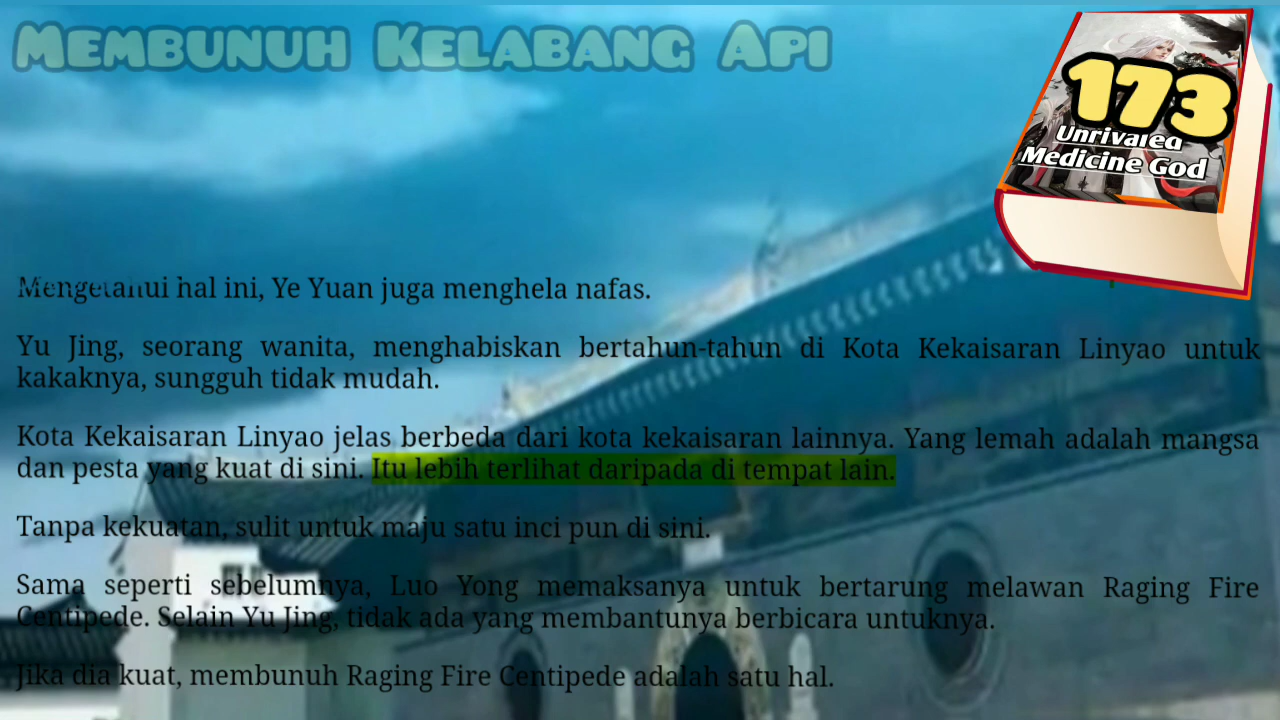 Membunuh Kelabang Api
173
Unrivaled
Medicine God
Mengetahui hal ini, Ye Yuan juga menghela nafas.
Yu Jing, seorang wanita, menghabiskan bertahun-tahun di Kota Kekaisaran Linyao untuk
kakaknya, sungguh tidak mudah.
Kota Kekaisaran Linyao jelas berbeda dari kota kekaisaran lainnya. Yang lemah adalah mangsa
dan pesta yang kuat di sini. Itu lebih terlihat daripada di tempat lain.
Tanpa kekuatan, sulit untuk maju satu inci pun di sini.
Sama seperti sebelumnya, Luo Yong memaksanya untuk bertarung melawan Raging Fire
Centipede. Selain Yu Jing, tidak ada yang membantunya berbicara untuknya.
Jika dia kuat, membunuh Raging Fire Centipede adalah satu hal.